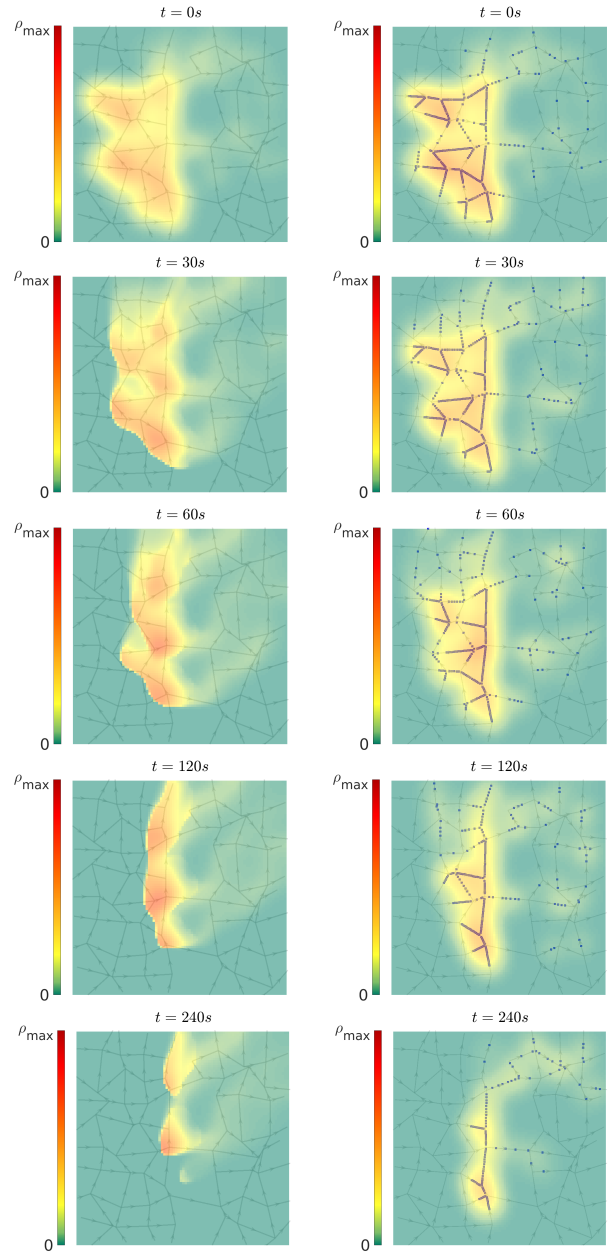 t = 0s t = 0s
ρmax ρmax
0 0
t = 30s t = 30s
ρmax ρmax
0 0
t = 60s t = 60s
ρmax ρmax
0 0
t = 120s t = 120s
ρmax ρmax
0 0
t = 240s t = 240s
ρmax ρmax
0 0